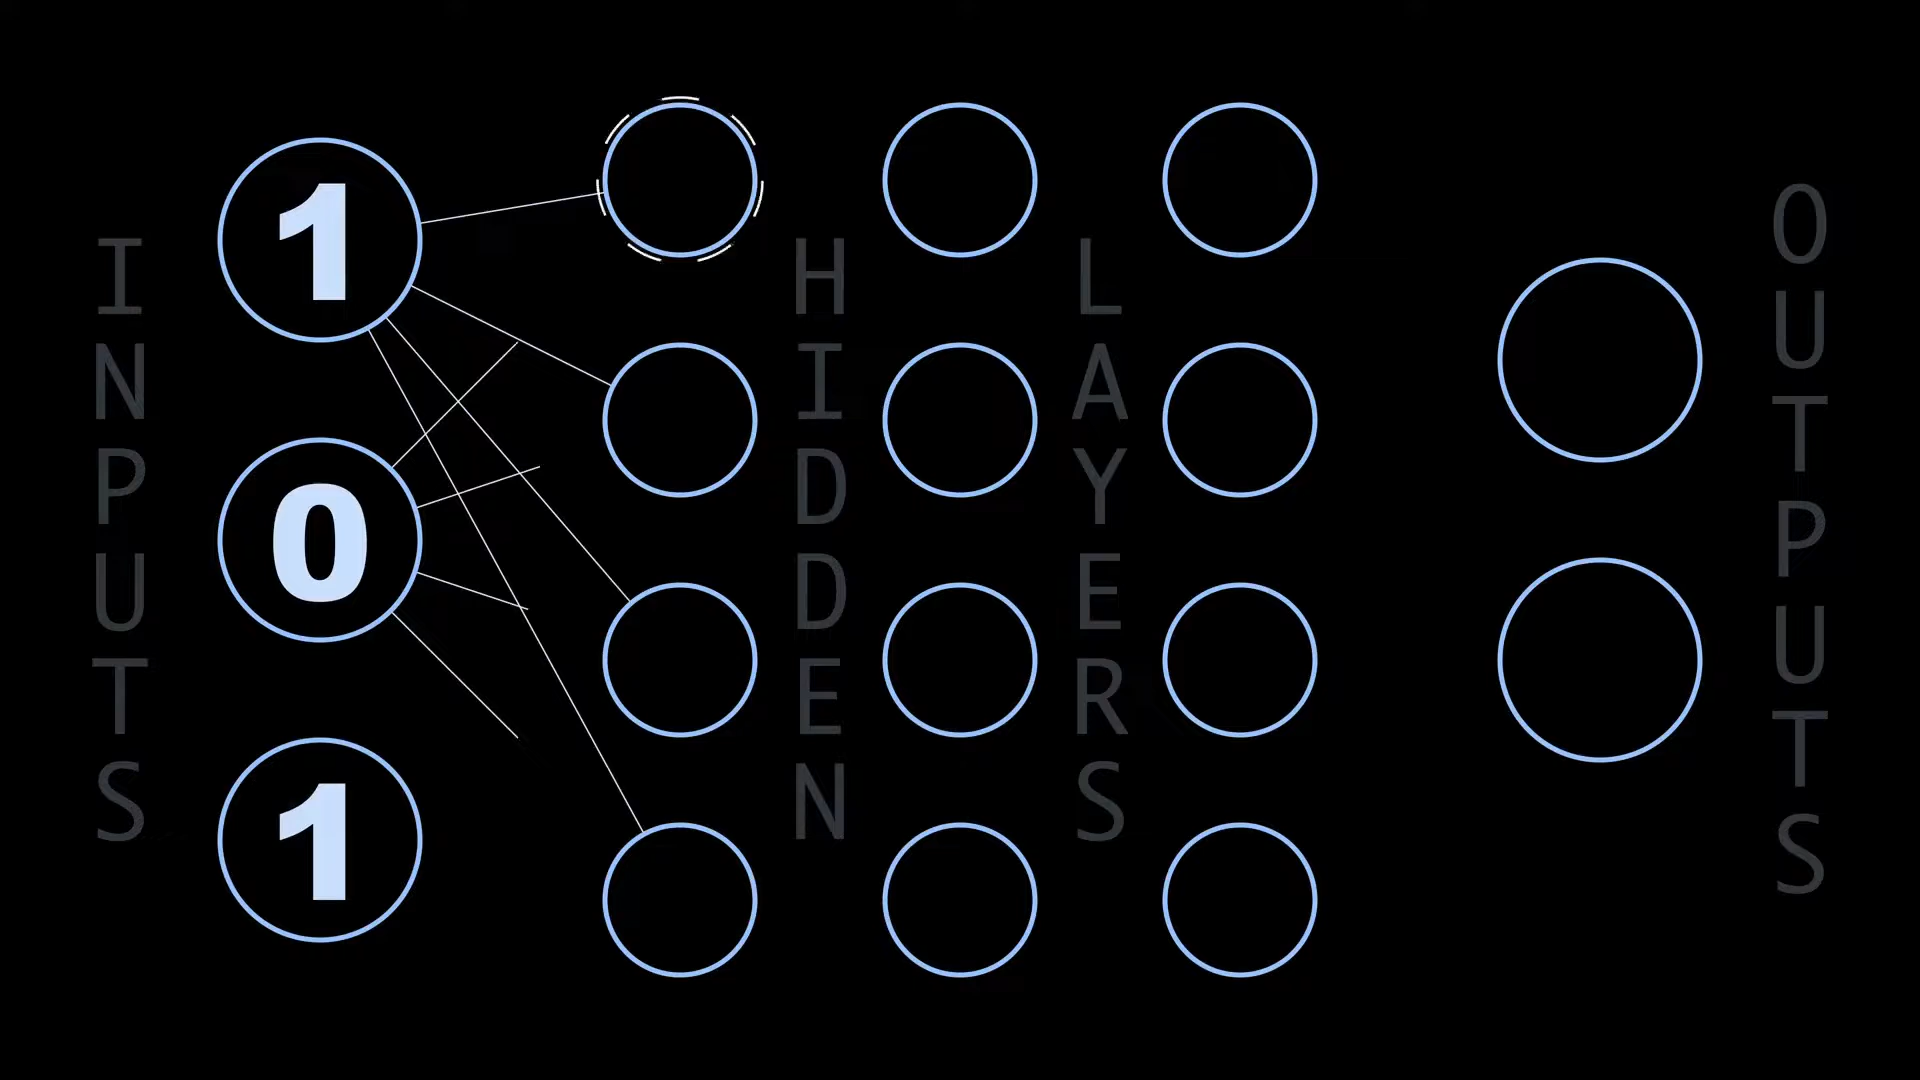 INPUTS
1
0
1
HIDDEN
LAYERS
OUTPUTS